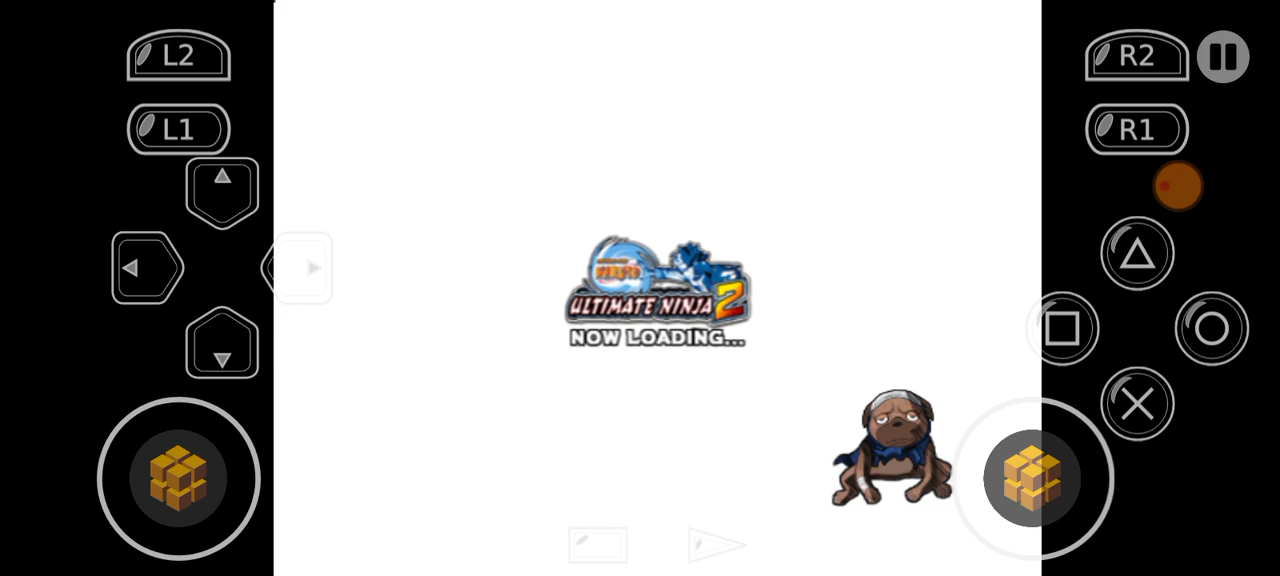 L2
R2
L1
R1
NARUTO
ULTIMATE NINJA 2
NOW LOADING...